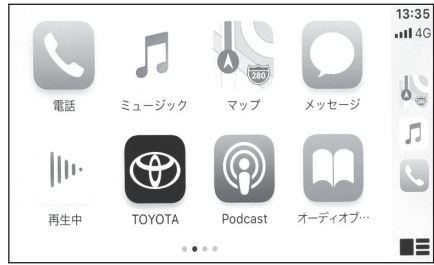 13:35
4G
280
電話
ミュージック
マップ
メッセージ
再生中
TOYOTA
Podcast
オーディオブ…